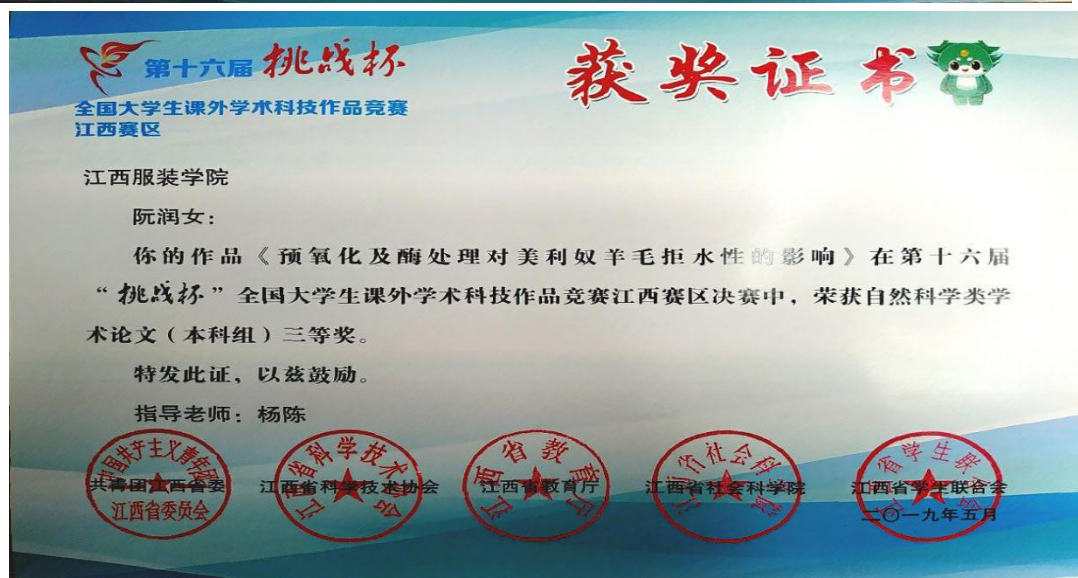 第十六届 挑战杯
获奖证书
全国大学生课外学术科技作品竞赛
江西赛区
江西服装学院
阮润女：
你的作品《预氧化及酶处理对美利奴羊毛拒水性的影响》在第十六届
“挑战杯”全国大学生课外学术科技作品竞赛江西赛区决赛中，荣获自然科学类学
术论文（本科组）三等奖。
特发此证，以兹鼓励。
指导老师：杨陈
共青团江西省委 江西省科学技术协会 江西省教育厅 江西省社会科学院 江西省学生联合会
江西省委员会
二〇一九年五月